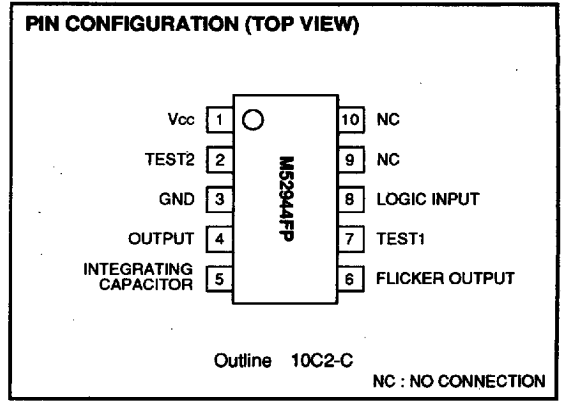 PIN CONFIGURATION (TOP VIEW)
Vcc 1 10 NC
TEST2 2 9 NC
GND 3 8 LOGIC INPUT
OUTPUT 4 7 TEST1
INTEGRATING
CAPACITOR 5 6 FLICKER OUTPUT
M52944FP
Outline 10C2-C
NC : NO CONNECTION